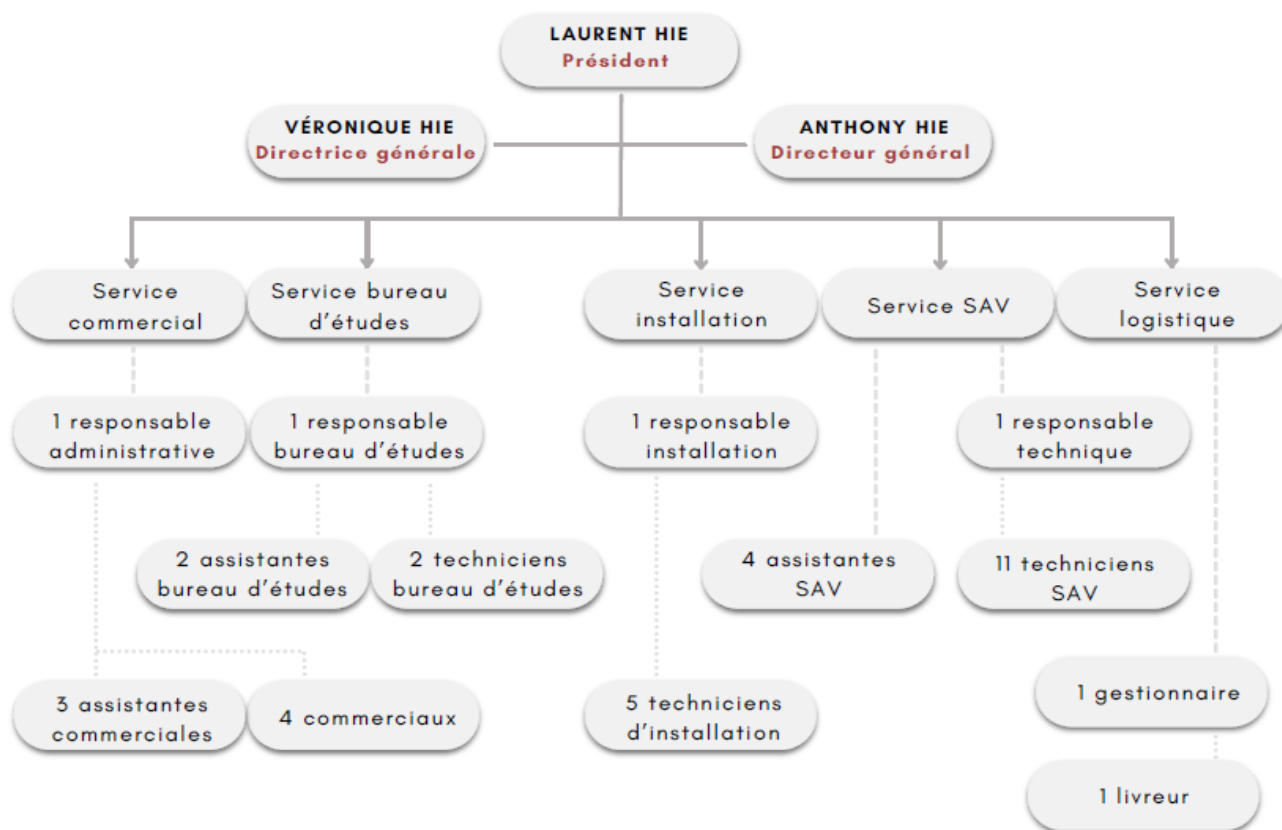 LAURENT HIE
Président
VÉRONIQUE HIE
Directrice générale
ANTHONY HIE
Directeur général
Service
commercial
Service bureau
d'études
Service
installation
Service SAV
Service
logistique
1 responsable
administrative
1 responsable
bureau d'études
1 responsable
installation
1 responsable
technique
2 assistantes
bureau d'études
2 techniciens
bureau d'études
4 assistantes
SAV
11 techniciens
SAV
3 assistantes
commerciales
4 commerciaux
5 techniciens
d'installation
1 gestionnaire
1 livreur